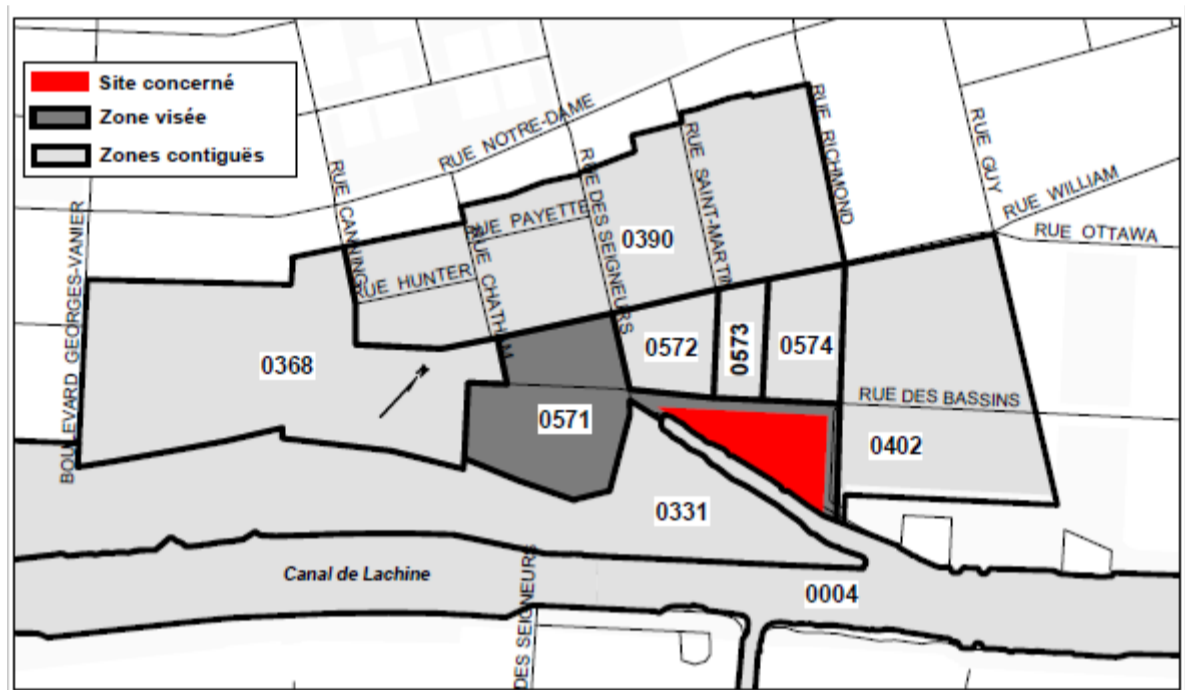 Site concerné
Zone visée
Zones contiguës
RUE NOTRE-DAME
RUE RICHMOND
RUE GUY
RUE WILLIAM
RUE OTTAWA
RUE CANNING
RUE DES SEIGNEURS
RUE SAINT-MARTIN
RUE PAYETTE
RUE CHATHAM
RUE HUNTER
BOULEVARD GEORGES-VANIER
0390
0368
0572
0573
0574
0571
RUE DES BASSINS
0402
0331
Canal de Lachine
0004
DES SEIGNEURS